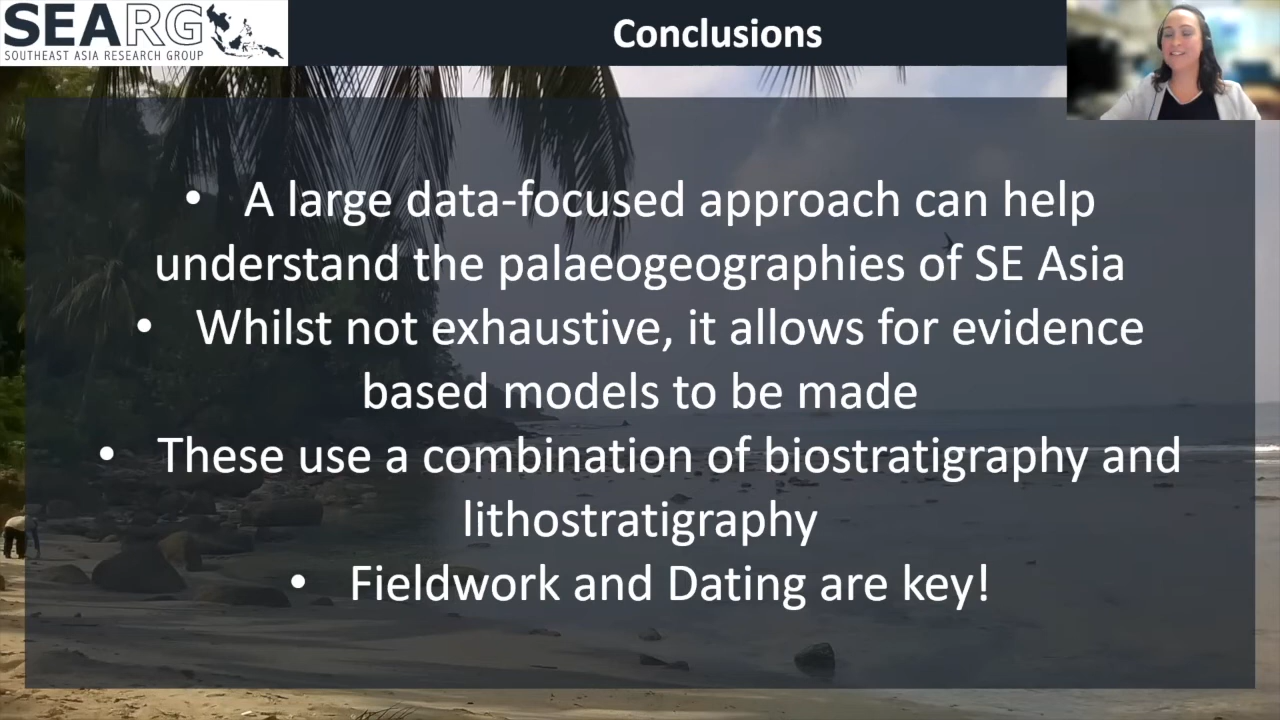 SEARG
SOUTHEAST ASIA RESEARCH GROUP
Conclusions
• A large data-focused approach can help
understand the palaeogeographies of SE Asia
• Whilst not exhaustive, it allows for evidence
based models to be made
• These use a combination of biostratigraphy and
lithostratigraphy
• Fieldwork and Dating are key!